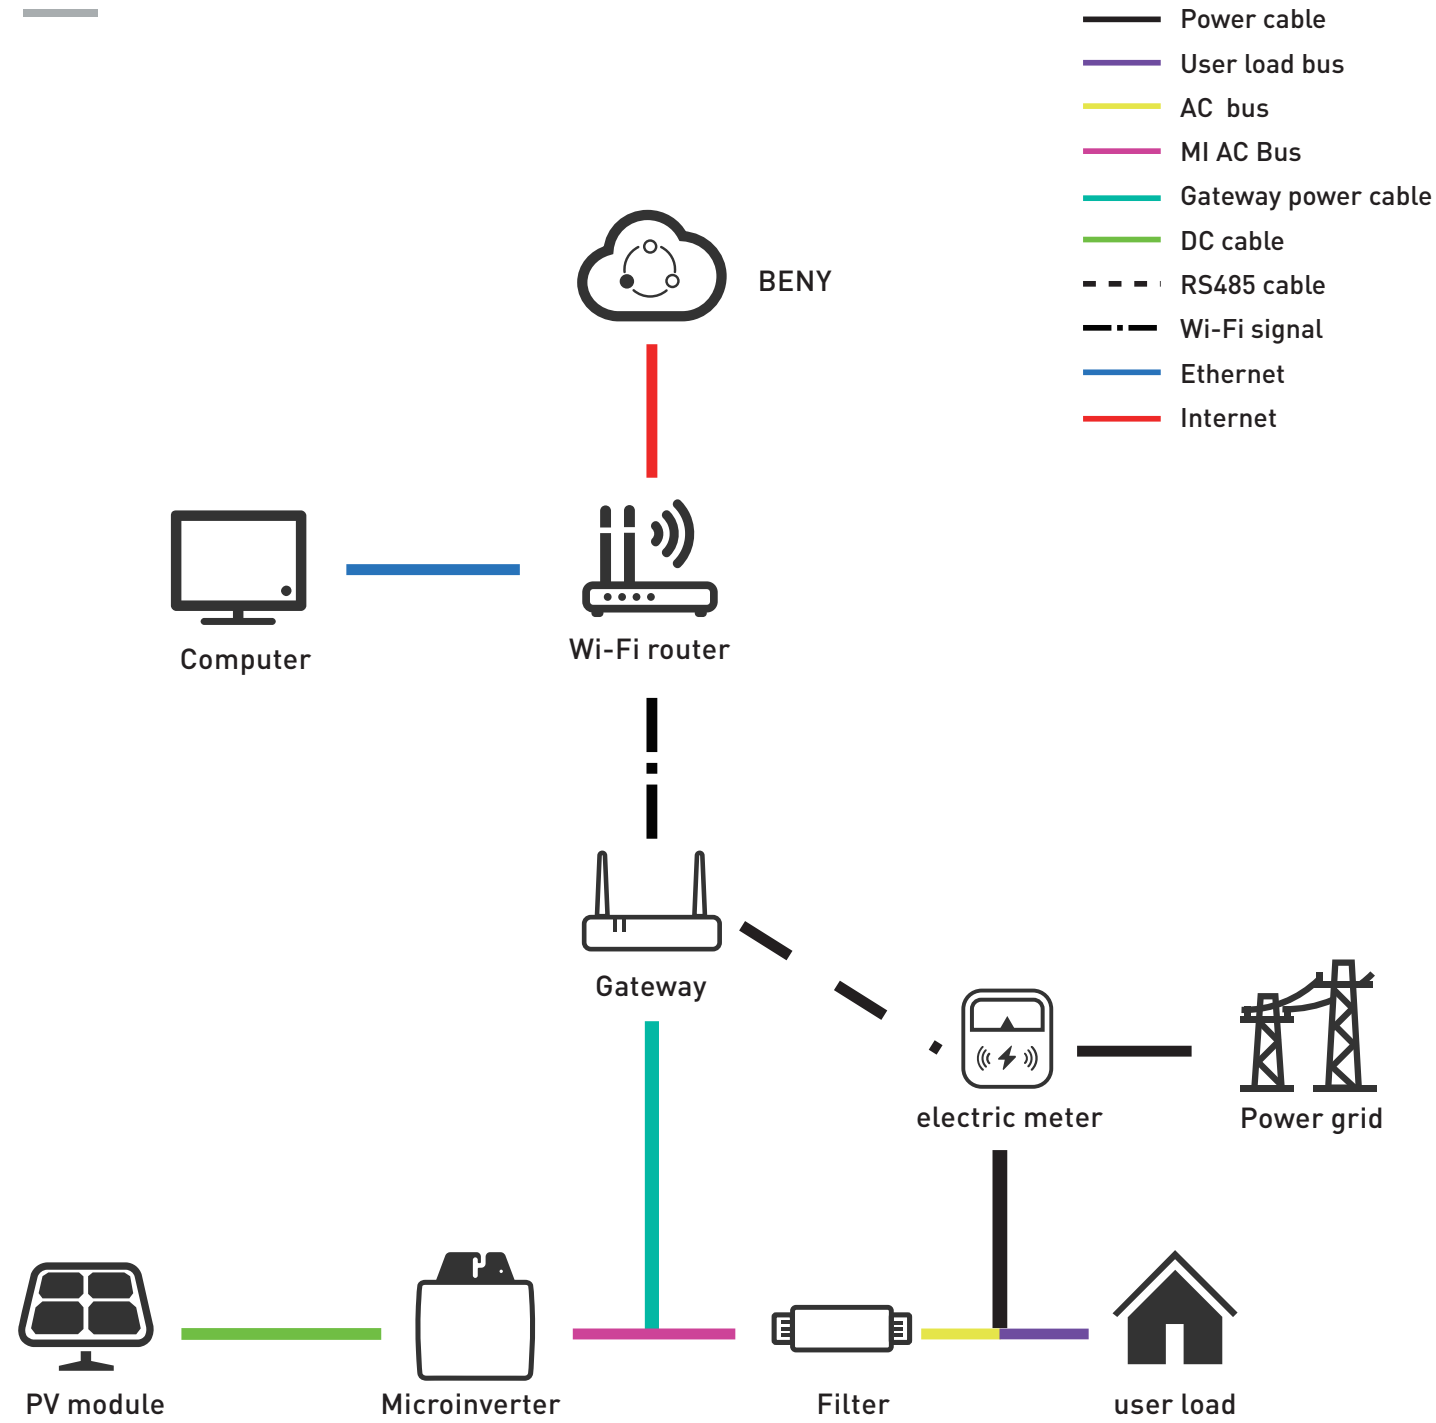 Power cable
User load bus
AC bus
MI AC Bus
Gateway power cable
DC cable
RS485 cable
Wi-Fi signal
Ethernet
Internet
BENY
Computer
Wi-Fi router
Gateway
electric meter
Power grid
PV module
Microinverter
Filter
user load